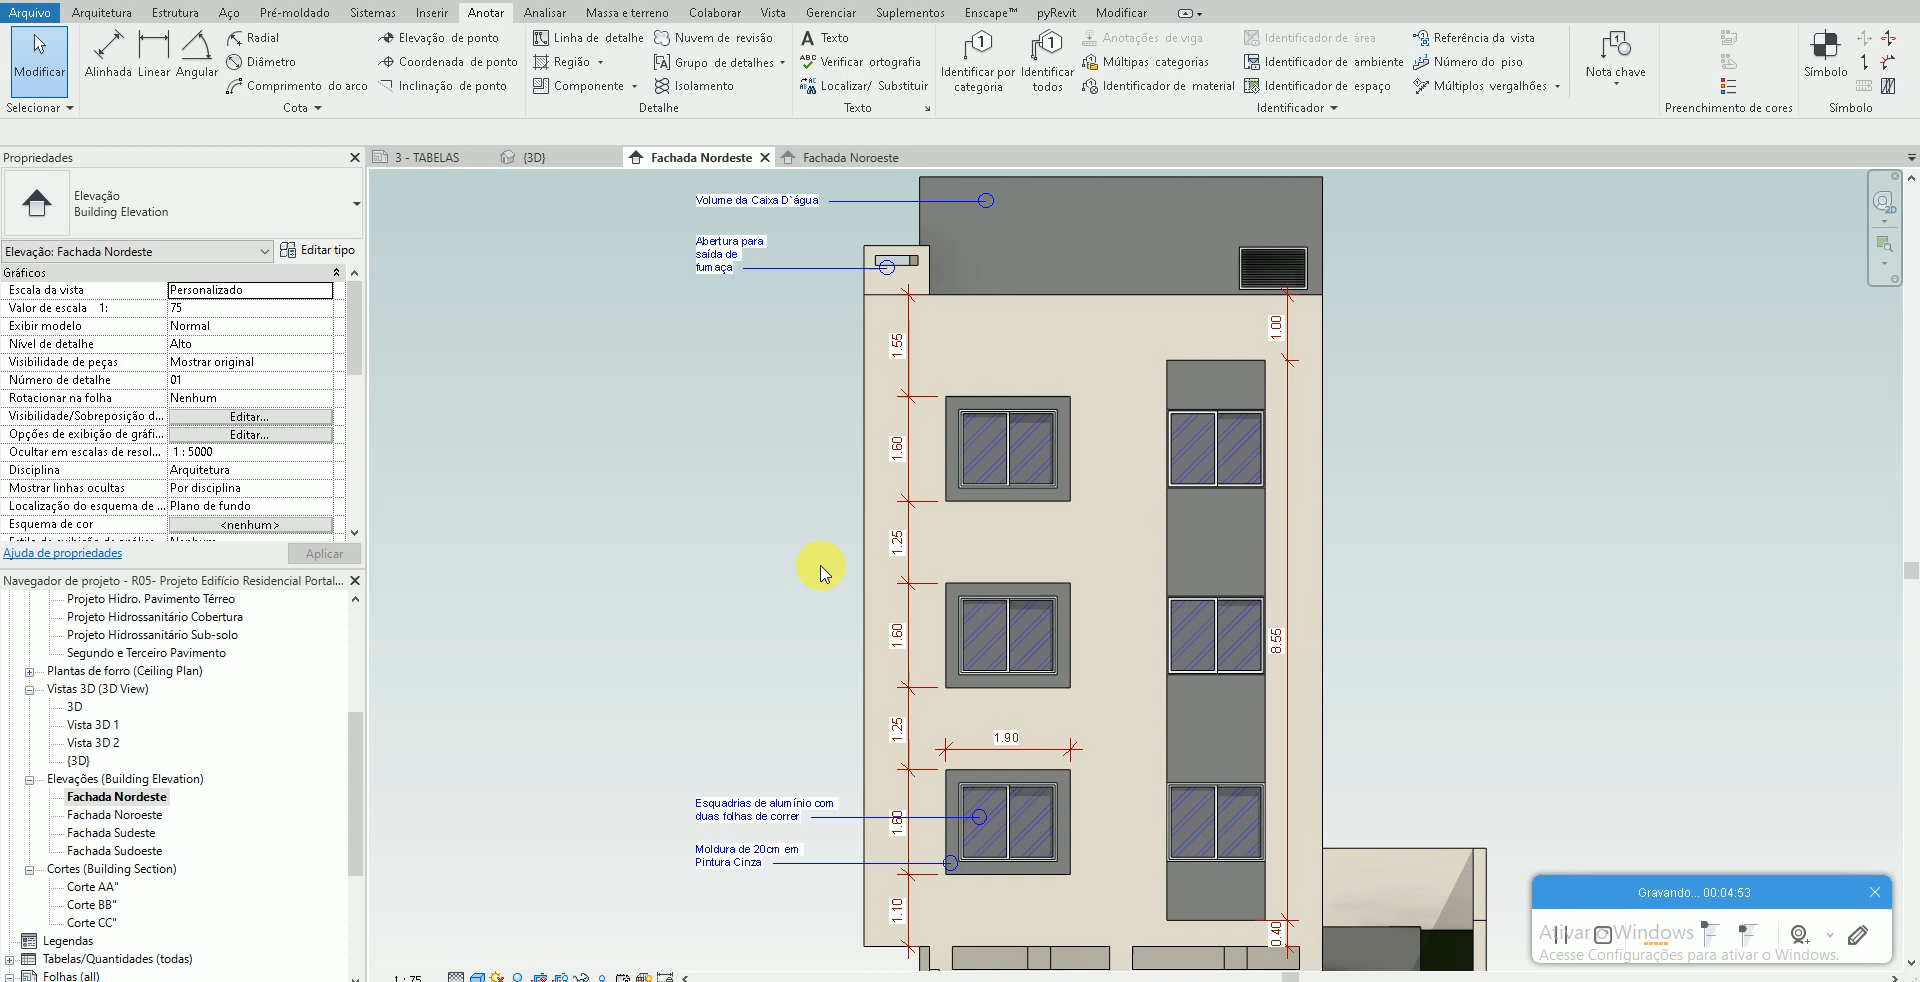 Arquivo Arquitetura Estrutura Aço Pré-moldado Sistemas Inserir Anotar Analisar Massa e terreno Colaborar Vista Gerenciar Suplementos Enscape™ pyRevit Modificar
Modificar
Selecionar
Alinhada Linear Angular
Radial
Diâmetro
Comprimento do arco
Elevação de ponto
Coordenada de ponto
Inclinação de ponto
Cota
Linha de detalhe
Região
Componente
Nuvem de revisão
Grupo de detalhes
Isolamento
Detalhe
Texto
Verificar ortografia
Localizar/ Substituir
Texto
Identificar por categoria
Identificar todos
Anotações de viga
Múltiplas categorias
Identificador de material
Identificador de área
Identificador de ambiente
Identificador de espaço
Referência da vista
Número do piso
Múltiplos vergalhões
Identificador
Nota chave
Preenchimento de cores
Símbolo
Símbolo
Propriedades
3 - TABELAS
{3D}
Fachada Nordeste
Fachada Noroeste
Elevação
Building Elevation
Elevação: Fachada Nordeste
Editar tipo
Gráficos
Escala da vista Personalizado
Valor de escala 1: 75
Exibir modelo Normal
Nível de detalhe Alto
Visibilidade de peças Mostrar original
Número de detalhe 01
Rotacionar na folha Nenhum
Visibilidade/Sobreposição d... Editar...
Opções de exibição de gráfi... Editar...
Ocultar em escalas de resol... 1 : 5000
Disciplina Arquitetura
Mostrar linhas ocultas Por disciplina
Localização do esquema de ... Plano de fundo
Esquema de cor <nenhum>
Ajuda de propriedades
Aplicar
Navegador de projeto - R05- Projeto Edifício Residencial Portal...
Projeto Hidro. Pavimento Térreo
Projeto Hidrossanitário Cobertura
Projeto Hidrossanitário Sub-solo
Segundo e Terceiro Pavimento
Plantas de forro (Ceiling Plan)
Vistas 3D (3D View)
3D
Vista 3D 1
Vista 3D 2
{3D}
Elevações (Building Elevation)
Fachada Nordeste
Fachada Noroeste
Fachada Sudeste
Fachada Sudoeste
Cortes (Building Section)
Corte AA"
Corte BB"
Corte CC"
Legendas
Tabelas/Quantidades (todas)
Folhas (all)
Volume da Caixa D`água
Abertura para
saída de
fumaça
1.55
1.60
1.25
1.60
1.25
1.60
1.10
1.90
1.00
8.55
0.40
Esquadrias de alumínio com
duas folhas de correr
Moldura de 20cm em
Pintura Cinza
1 : 75
Gravando... 00:04:53
Ativar o Windows
Acesse Configurações para ativar o Windows.